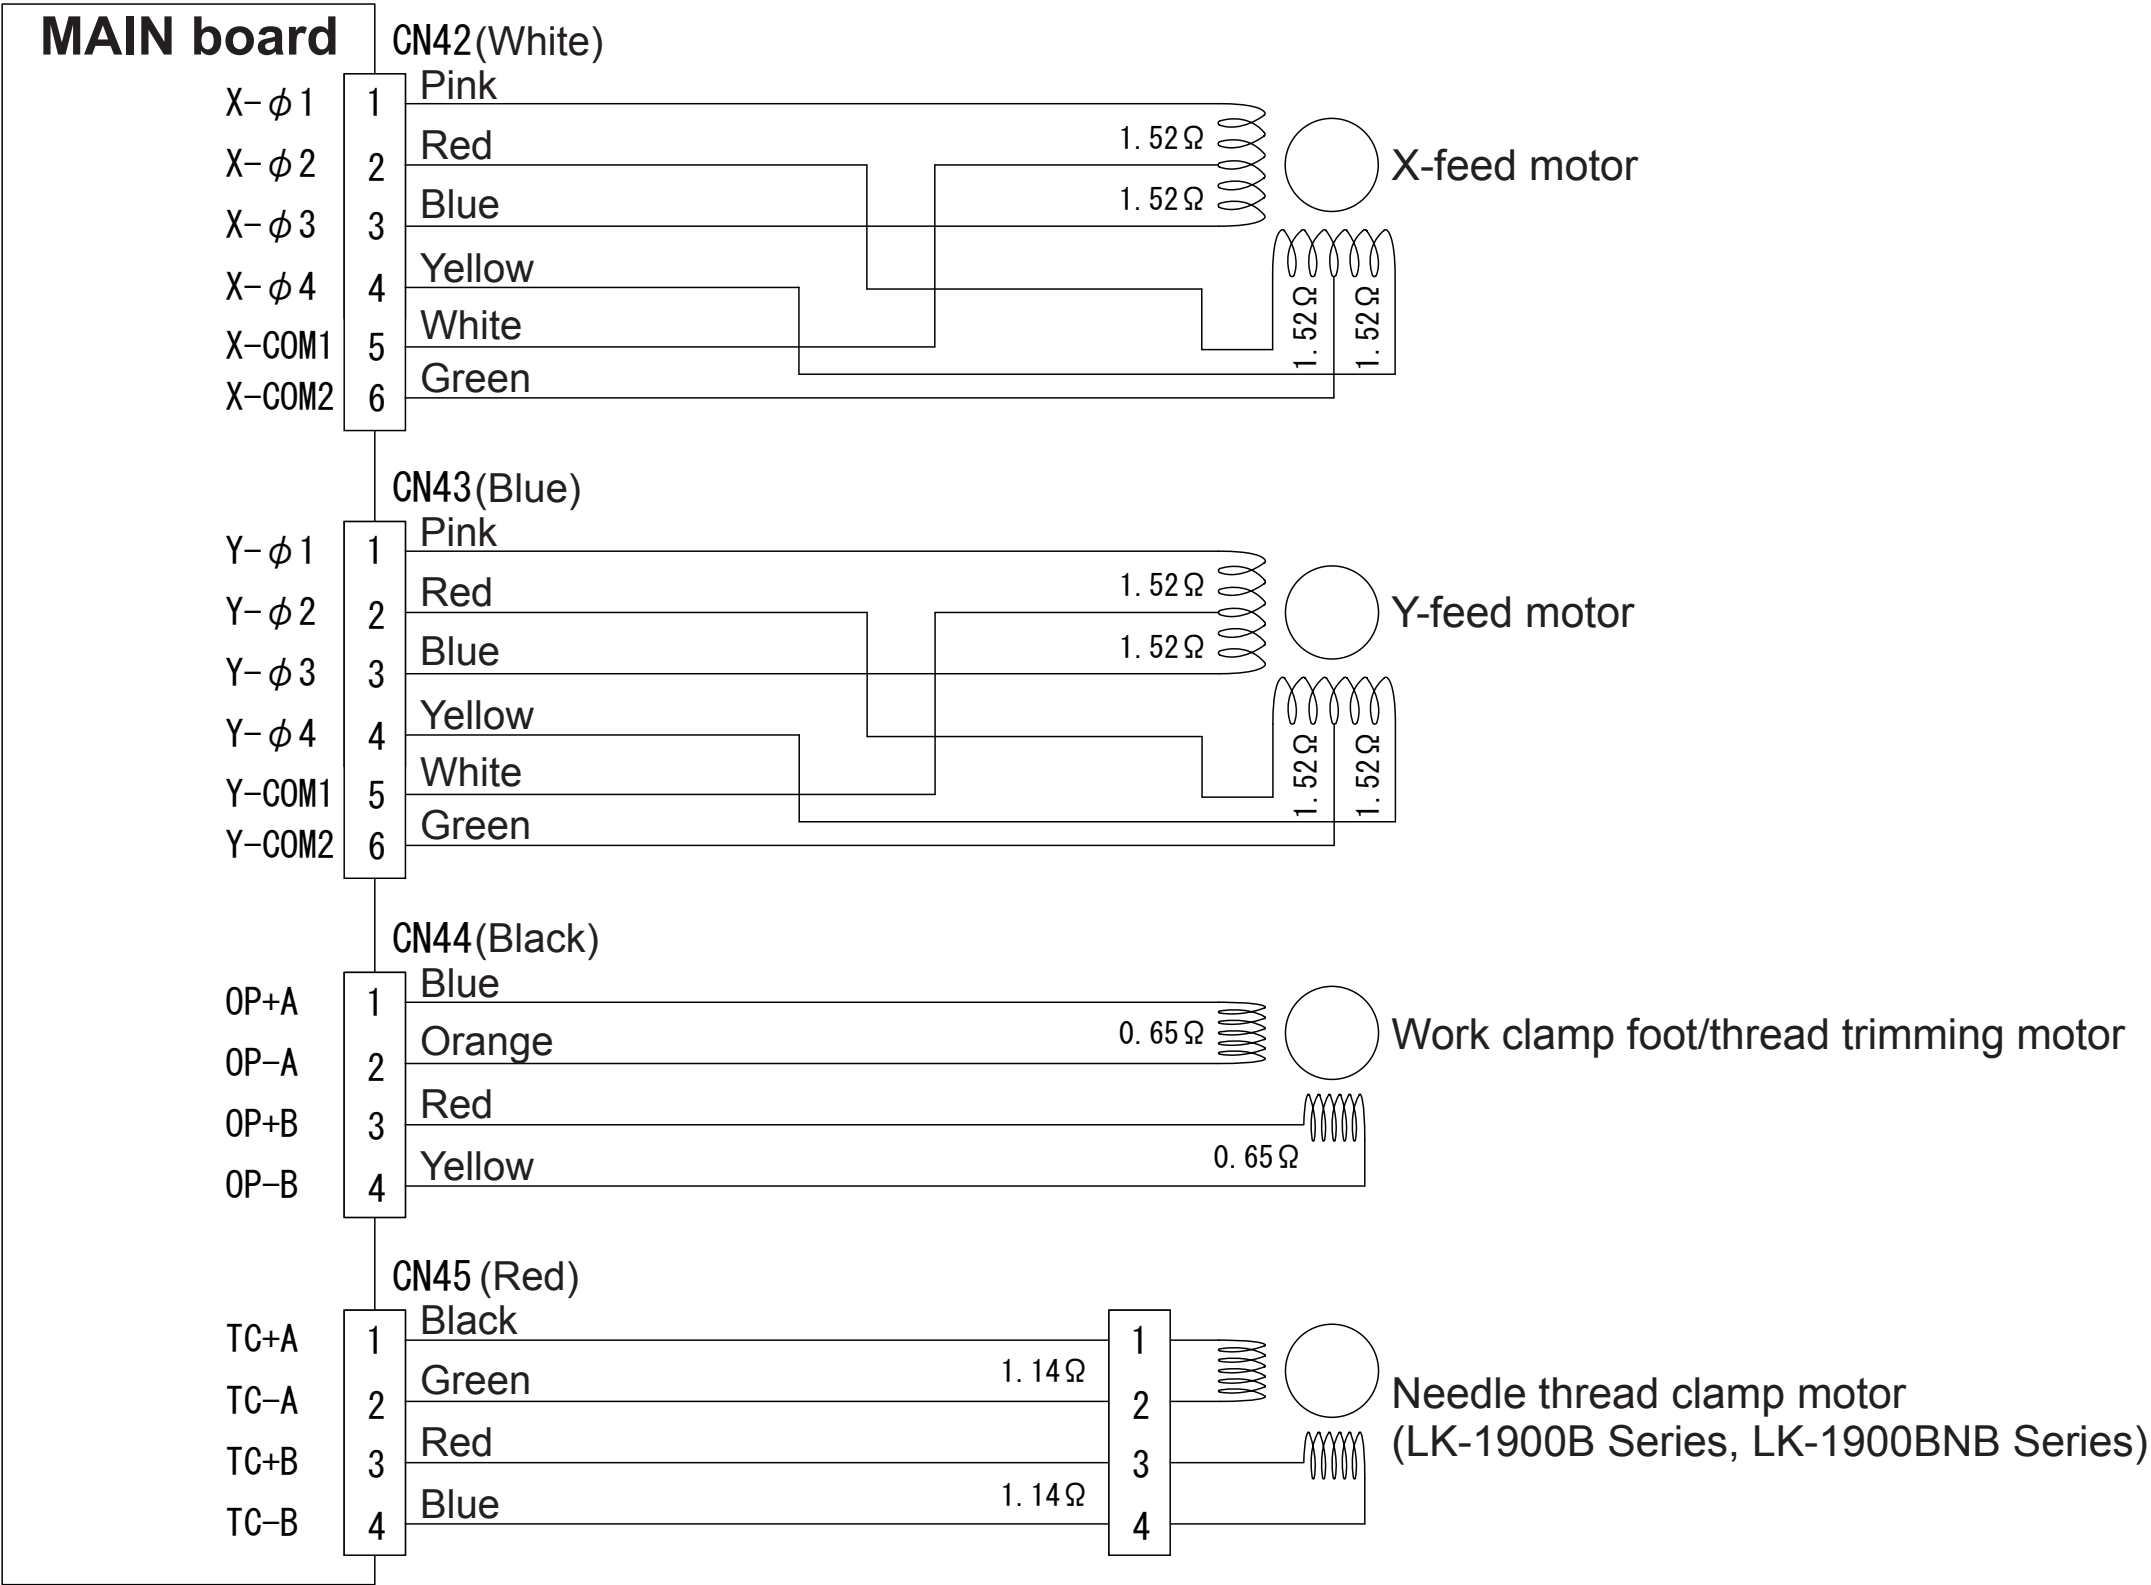 MAIN board
CN42(White)
X-φ1 1 Pink
1.52Ω
X-φ2 2 Red
X-feed motor
1.52Ω
X-φ3 3 Blue
X-φ4 4 Yellow
1.52Ω 1.52Ω
X-COM1 5 White
X-COM2 6 Green
CN43(Blue)
Y-φ1 1 Pink
1.52Ω
Y-φ2 2 Red
Y-feed motor
1.52Ω
Y-φ3 3 Blue
Y-φ4 4 Yellow
1.52Ω 1.52Ω
Y-COM1 5 White
Y-COM2 6 Green
CN44(Black)
OP+A 1 Blue
0.65Ω
Work clamp foot/thread trimming motor
OP-A 2 Orange
OP+B 3 Red
0.65Ω
OP-B 4 Yellow
CN45 (Red)
TC+A 1 Black 1
1.14Ω
TC-A 2 Green 2
Needle thread clamp motor
(LK-1900B Series, LK-1900BNB Series)
TC+B 3 Red 3
1.14Ω
TC-B 4 Blue 4